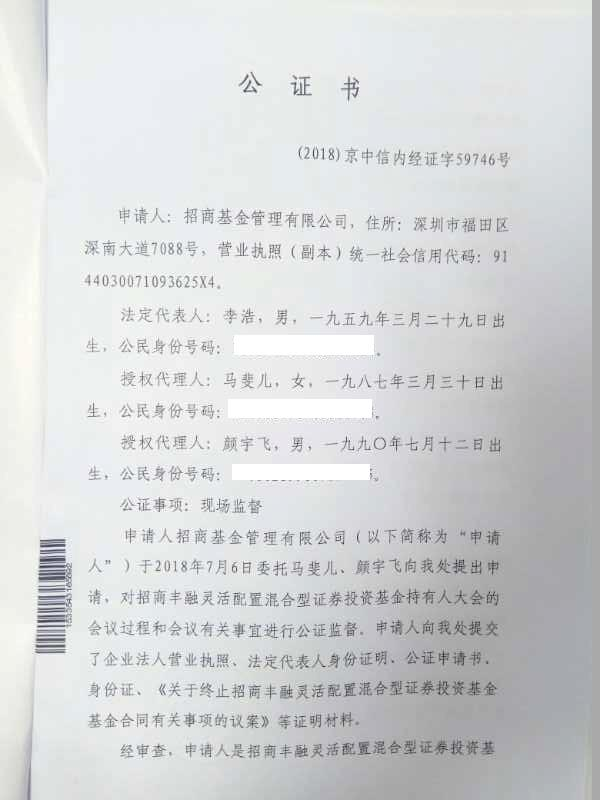 公 证 书
(2018)京中信内经证字59746号
申请人：招商基金管理有限公司，住所：深圳市福田区
深南大道7088号，营业执照（副本）统一社会信用代码：91
44030071093625X4。
法定代表人：李浩，男，一九五九年三月二十九日出
生，公民身份号码： 。
授权代理人：马斐儿，女，一九八七年三月三十日出
生，公民身份号码： 。
授权代理人：颜宇飞，男，一九九〇年七月十二日出
生，公民身份号码： 。
公证事项：现场监督
申请人招商基金管理有限公司（以下简称为“申请
人”）于2018年7月6日委托马斐儿、颜宇飞向我处提出申
请，对招商丰融灵活配置混合型证券投资基金持有人大会的
会议过程和会议有关事宜进行公证监督。申请人向我处提交
了企业法人营业执照、法定代表人身份证明、公证申请书、
身份证、《关于终止招商丰融灵活配置混合型证券投资基金
基金合同有关事项的议案》等证明材料。
经审查，申请人是招商丰融灵活配置混合型证券投资基